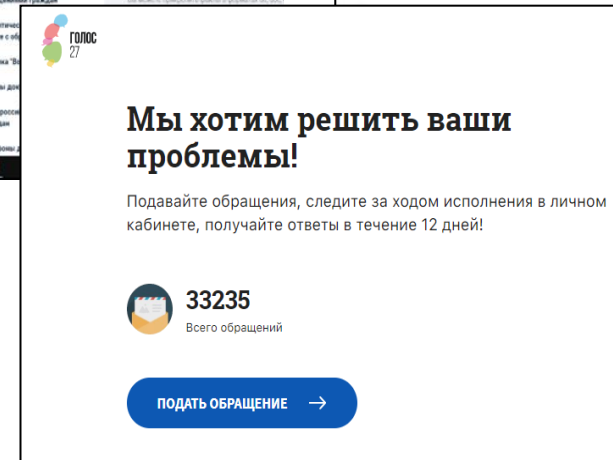 ГОЛОС
27
Мы хотим решить ваши
проблемы!
Подавайте обращения, следите за ходом исполнения в личном
кабинете, получайте ответы в течение 12 дней!
33235
Всего обращений
ПОДАТЬ ОБРАЩЕНИЕ